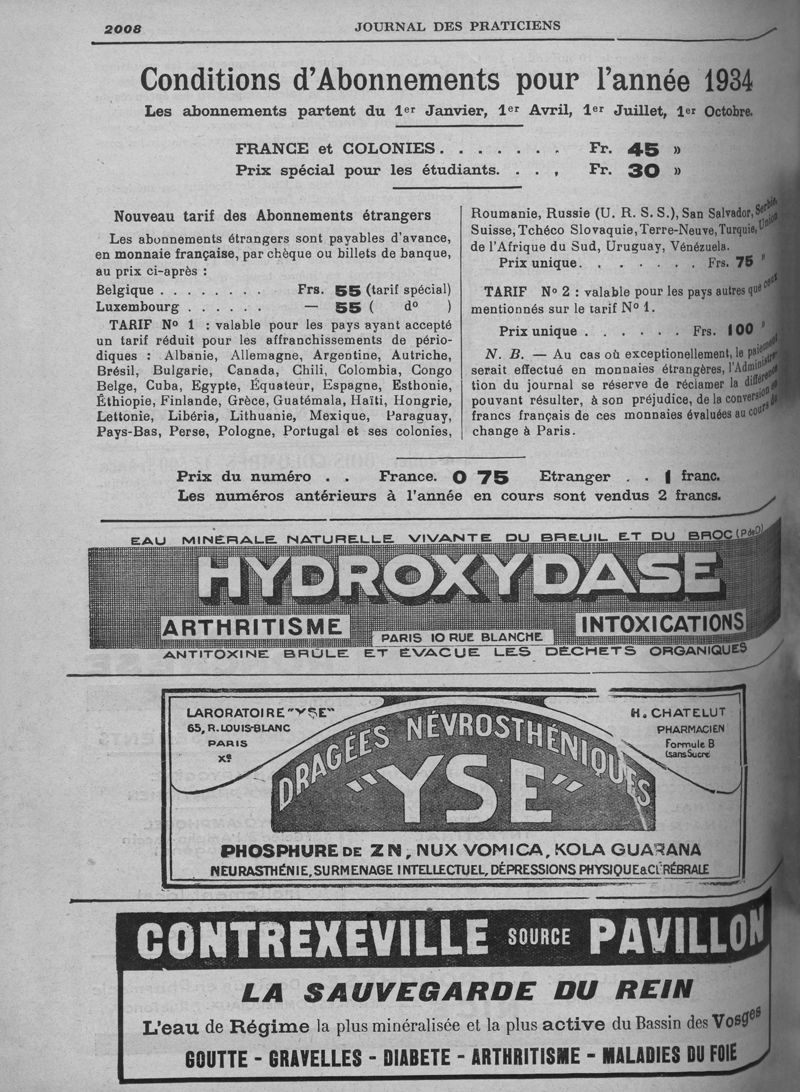 2008
JOURNAL DES PRATICIENS
Conditions d'Abonnements pour l'année 1934
Les abonnements partent du 1er Janvier, 1er Avril, 1er Juillet, 1er Octobre.
FRANCE et COLONIES. . . . . . . . Fr. 45 »
Prix spécial pour les étudiants. . . , Fr. 30 »
Nouveau tarif des Abonnements étrangers
Les abonnements étrangers sont payables d'avance,
en monnaie française, par chèque ou billets de banque,
au prix ci-après :
Belgique . . . . . . . . Frs. 55 (tarif spécial)
Luxembourg . . . . . . — 55 ( do )
TARIF No 1 : valable pour les pays ayant accepté
un tarif réduit pour les affranchissements de pério-
diques : Albanie, Allemagne, Argentine, Autriche,
Brésil, Bulgarie, Canada, Chili, Colombia, Congo
Belge, Cuba, Egypte, Équateur, Espagne, Esthonie,
Éthiopie, Finlande, Grèce, Guatémala, Haïti, Hongrie,
Lettonie, Libéria, Lithuanie, Mexique, Paraguay,
Pays-Bas, Perse, Pologne, Portugal et ses colonies,
Roumanie, Russie (U. R. S. S.), San Salvador, Serbie,
Suisse, Tchéco Slovaquie, Terre-Neuve, Turquie, Union
de l'Afrique du Sud, Uruguay, Vénézuela.
Prix unique. . . . . . . Frs. 75 »
TARIF No 2 : valable pour les pays autres que ceux
mentionnés sur le tarif No 1.
Prix unique . . . . . . Frs. 100 »
N. B. — Au cas où exceptionellement, le paiement
serait effectué en monnaies étrangères, l'Administra-
tion du journal se réserve de réclamer la différence
pouvant résulter, à son préjudice, de la conversion en
francs français de ces monnaies évaluées au cours de
change à Paris.
Prix du numéro . . France. 0 75 Etranger . . 1 franc.
Les numéros antérieurs à l'année en cours sont vendus 2 francs.
EAU MINÉRALE NATURELLE VIVANTE DU BREUIL ET DU BROC (P de D)
HYDROXYDASE
ARTHRITISME
PARIS 10 RUE BLANCHE
INTOXICATIONS
ANTITOXINE BRÛLE ET ÉVACUE LES DÉCHETS ORGANIQUES
LARORATOIRE "YSE"
65, R. LOUIS-BLANC
PARIS
Xe
H. CHATELUT
PHARMACIEN
Formule B
(sans Sucre
DRAGÉES NÉVROSTHÉNIQUES
"YSE"
PHOSPHURE DE ZN, NUX VOMICA, KOLA GUARANA
NEURASTHÉNIE, SURMENAGE INTELLECTUEL, DÉPRESSIONS PHYSIQUE & CÉRÉBRALE
CONTREXEVILLE SOURCE PAVILLON
LA SAUVEGARDE DU REIN
L'eau de Régime la plus minéralisée et la plus active du Bassin des Vosges
GOUTTE - GRAVELLES - DIABETE - ARTHRITISME - MALADIES DU FOIE